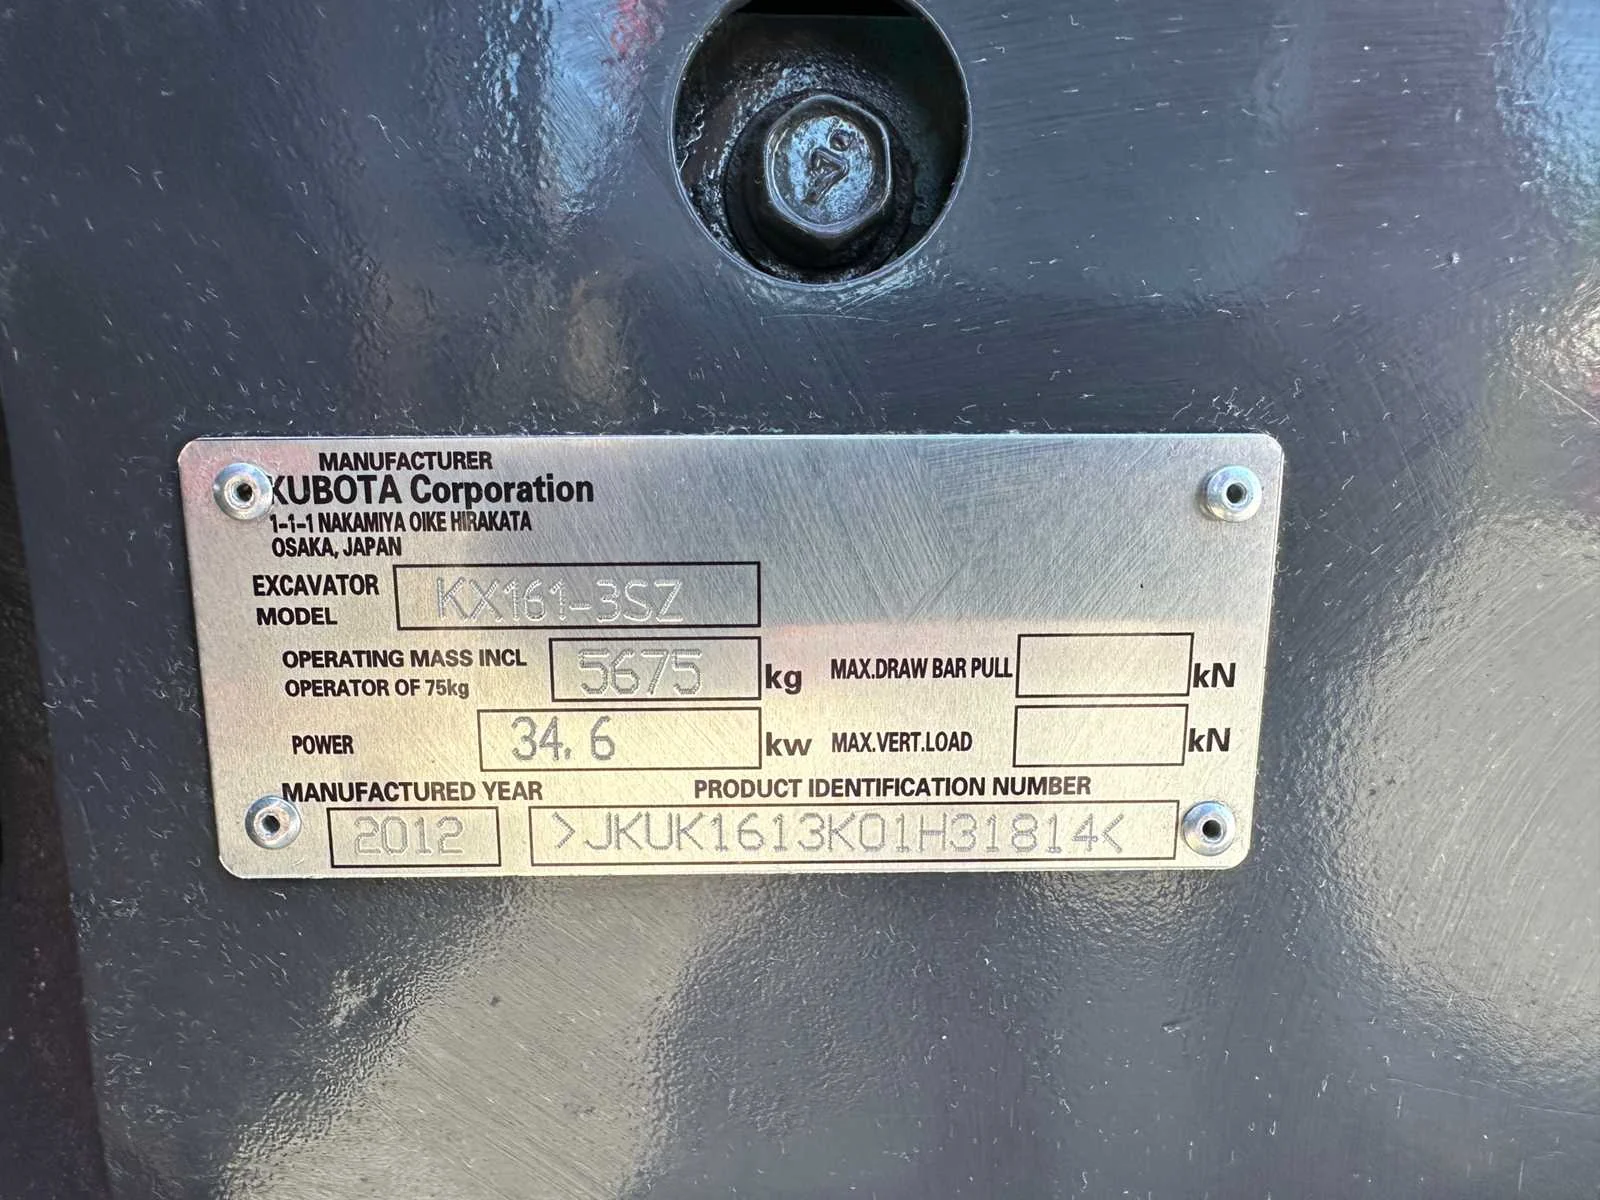 MANUFACTURER
KUBOTA Corporation
1-1-1 NAKAMIYA OIKE HIRAKATA
OSAKA, JAPAN
EXCAVATOR MODEL KX161-3SZ
OPERATING MASS INCL
OPERATOR OF 75kg 5675 kg MAX.DRAW BAR PULL kN
POWER 34.6 kw MAX.VERT.LOAD kN
MANUFACTURED YEAR PRODUCT IDENTIFICATION NUMBER
2012 >JKUK1613K01H31814<